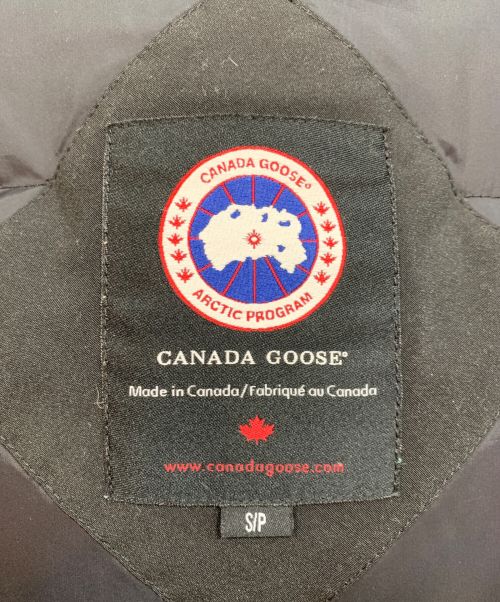 CANADA GOOSE®
ARCTIC PROGRAM
CANADA GOOSE®
Made in Canada/Fabriqué au Canada
www.canadagoose.com
S/P